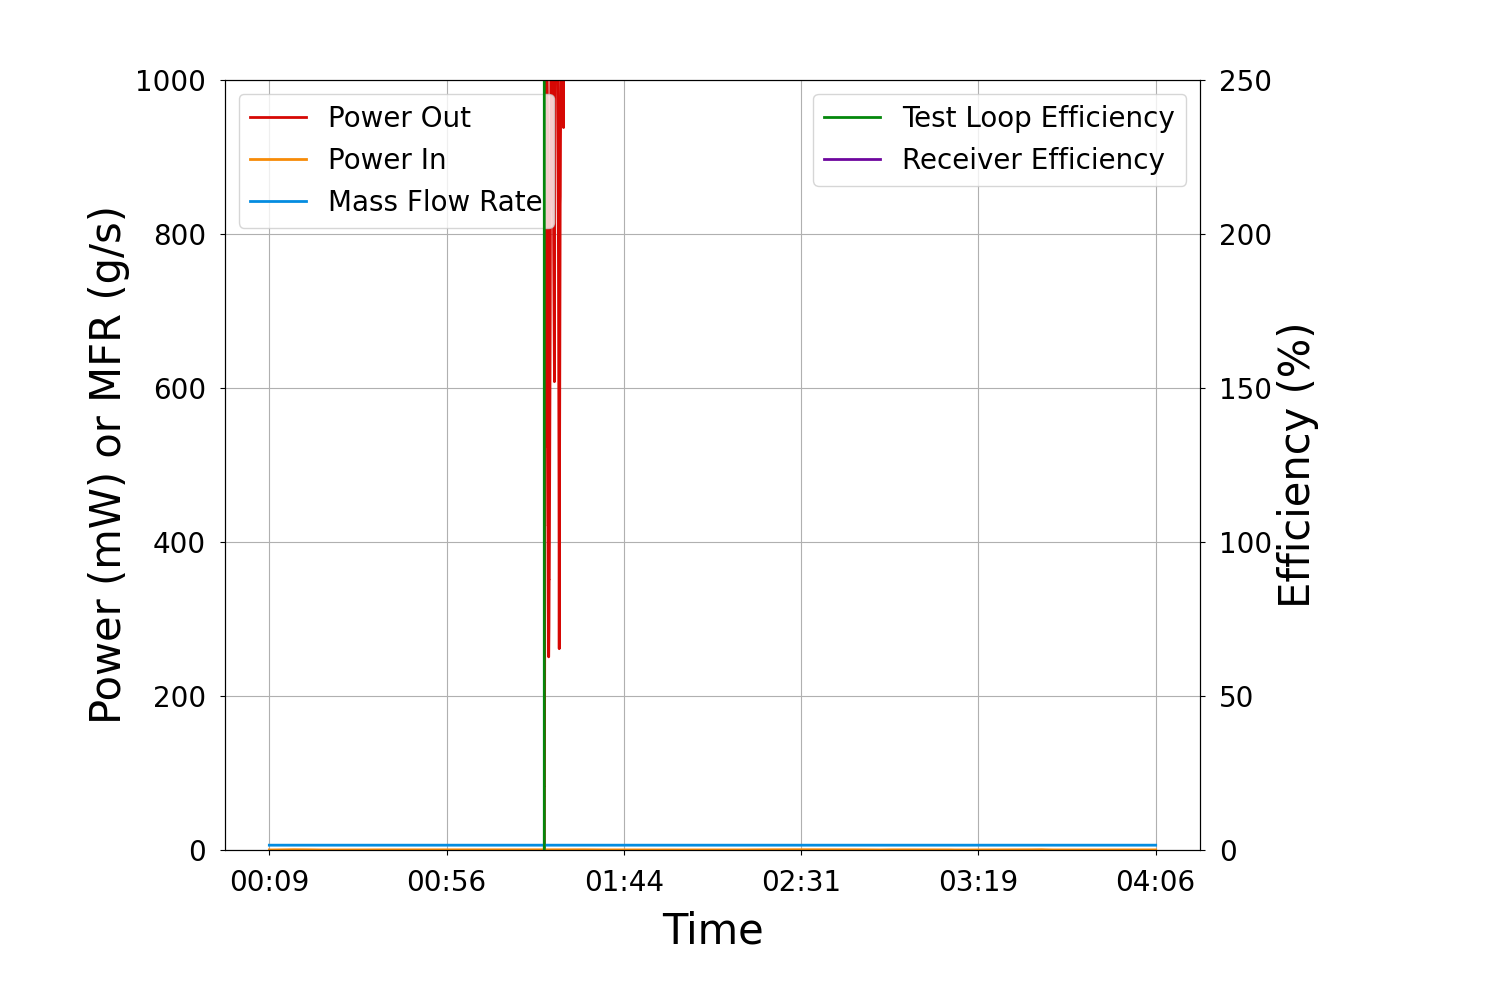 1000
800
600
400
200
0
Power (mW) or MFR (g/s)
Power Out
Power In
Mass Flow Rate
Test Loop Efficiency
Receiver Efficiency
250
200
150
100
50
0
Efficiency (%)
00:09 00:56 01:44 02:31 03:19 04:06
Time